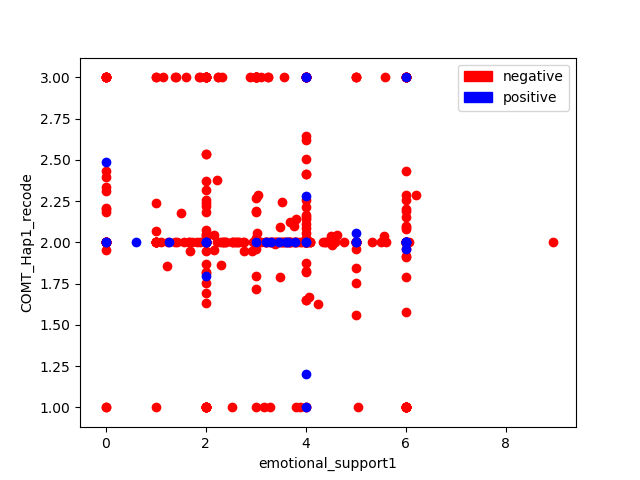 3.00
2.75
2.50
2.25
2.00
1.75
1.50
1.25
1.00
COMT_Hap1_recode
negative
positive
0 2 4 6 8
emotional_support1